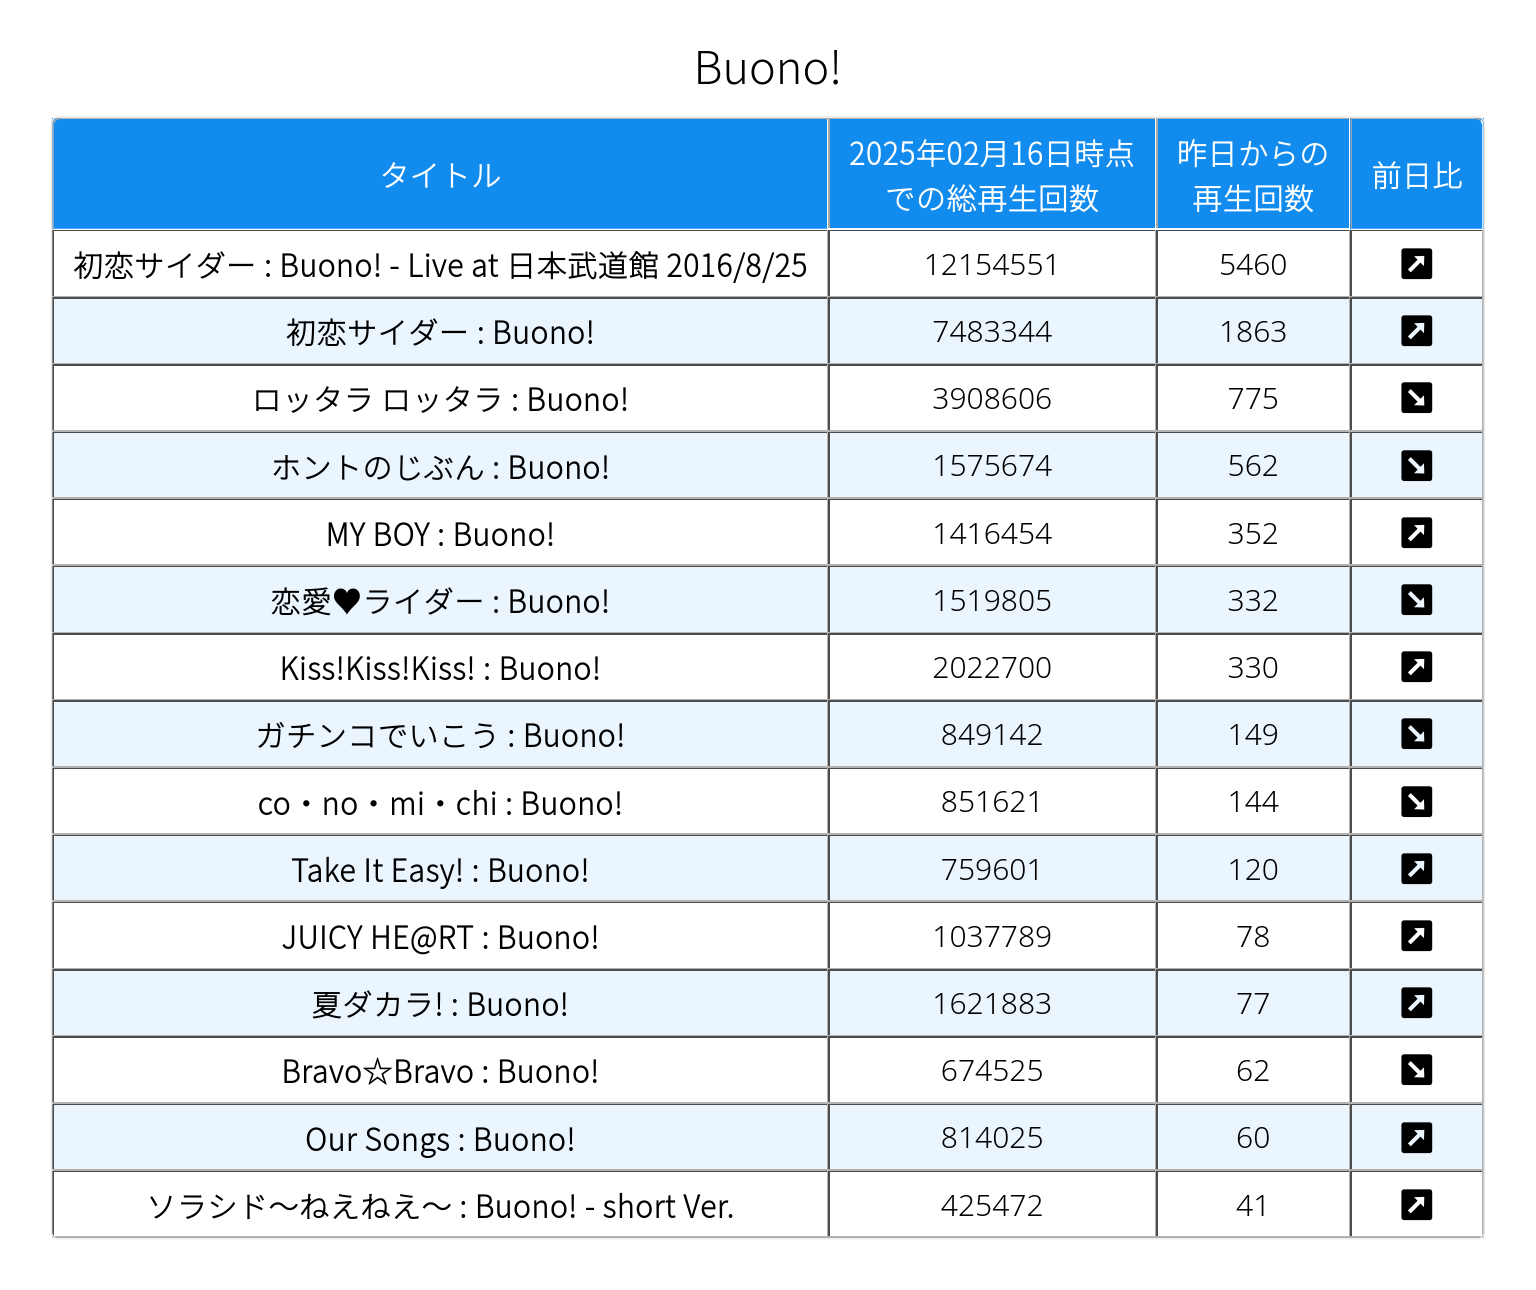 Buono!
タイトル 2025年02月16日時点での総再生回数 昨日からの再生回数 前日比
初恋サイダー : Buono! - Live at 日本武道館 2016/8/25 12154551 5460 ↗
初恋サイダー : Buono! 7483344 1863 ↗
ロッタラ ロッタラ : Buono! 3908606 775 ↘
ホントのじぶん : Buono! 1575674 562 ↘
MY BOY : Buono! 1416454 352 ↗
恋愛♥ライダー : Buono! 1519805 332 ↘
Kiss!Kiss!Kiss! : Buono! 2022700 330 ↗
ガチンコでいこう : Buono! 849142 149 ↘
co・no・mi・chi : Buono! 851621 144 ↘
Take It Easy! : Buono! 759601 120 ↗
JUICY HE@RT : Buono! 1037789 78 ↗
夏ダカラ! : Buono! 1621883 77 ↗
Bravo☆Bravo : Buono! 674525 62 ↘
Our Songs : Buono! 814025 60 ↗
ソラシド〜ねえねえ〜 : Buono! - short Ver. 425472 41 ↗